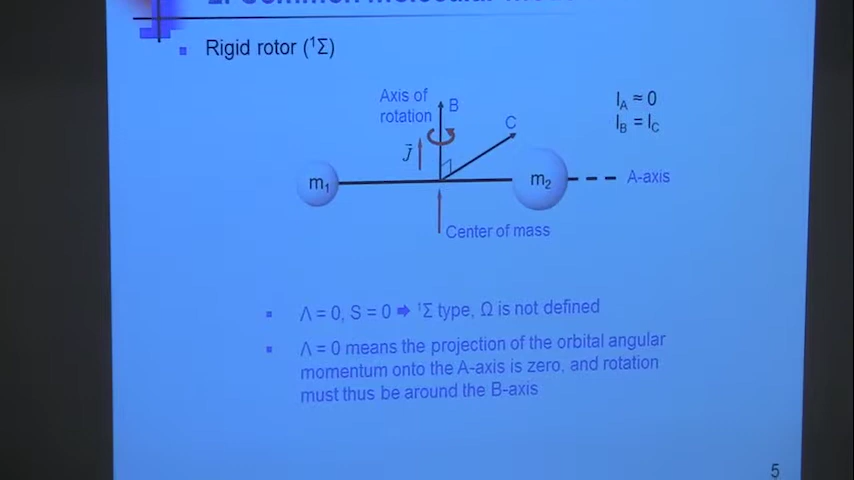 Rigid rotor (¹Σ)
Axis of
rotation
B
C
I_A ≈ 0
I_B = I_C
J⃗
m₁
m₂
A-axis
Center of mass
Λ = 0, S = 0 ➡ ¹Σ type, Ω is not defined
Λ = 0 means the projection of the orbital angular
momentum onto the A-axis is zero, and rotation
must thus be around the B-axis
5